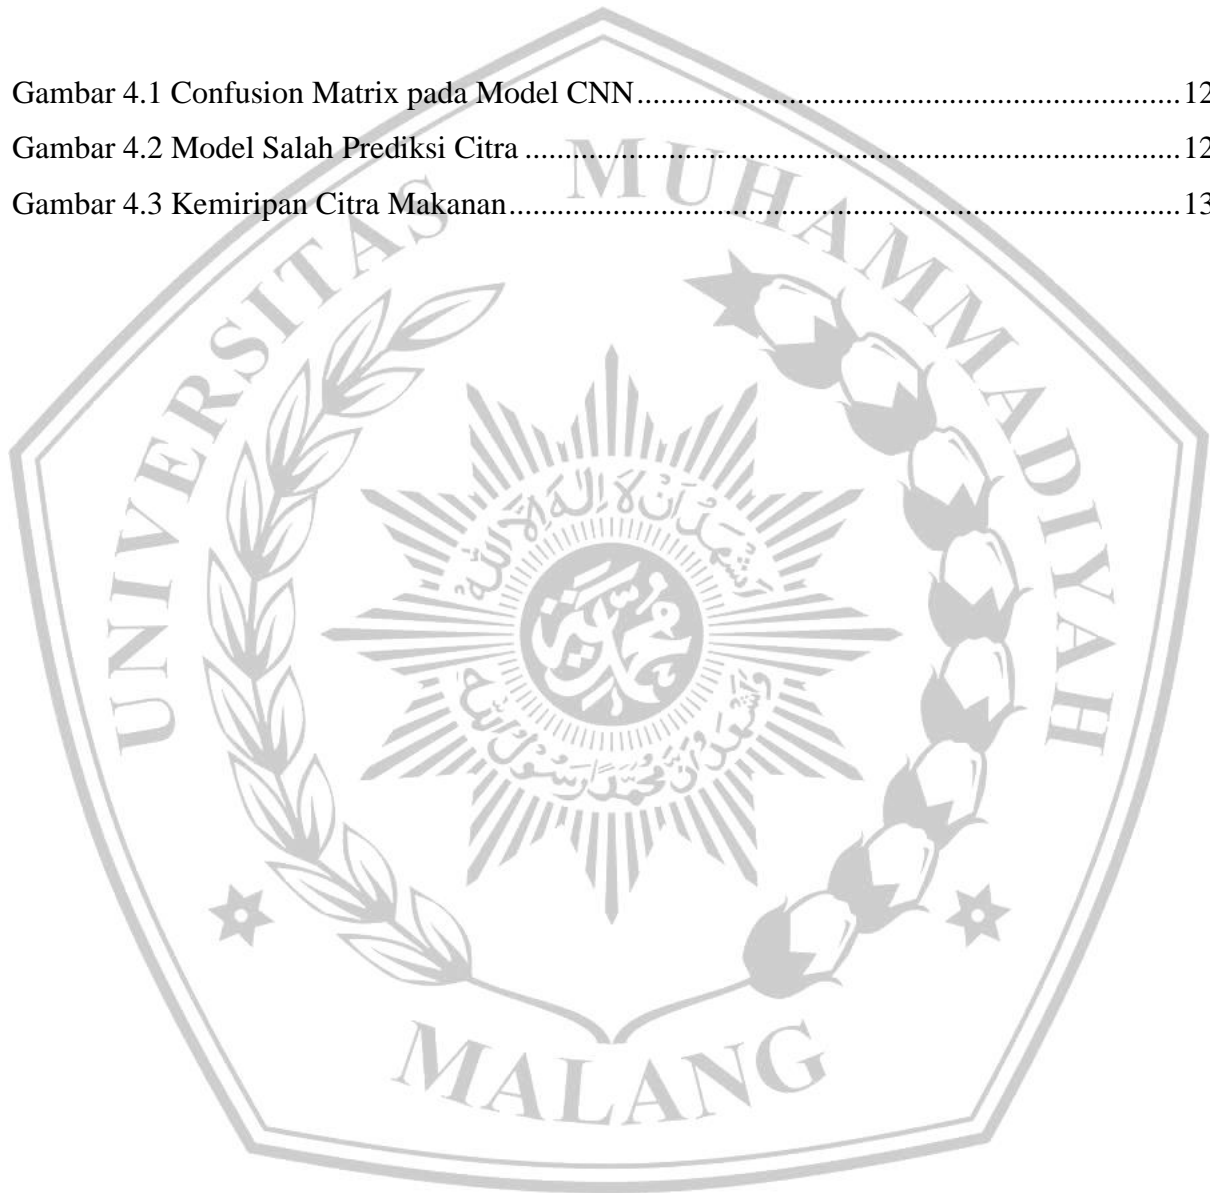 Gambar 4.1 Confusion Matrix pada Model CNN.......................................................................12
Gambar 4.2 Model Salah Prediksi Citra ...................................................................................12
Gambar 4.3 Kemiripan Citra Makanan.....................................................................................13
UNIVERSITAS MUHAMMADIYAH
MALANG